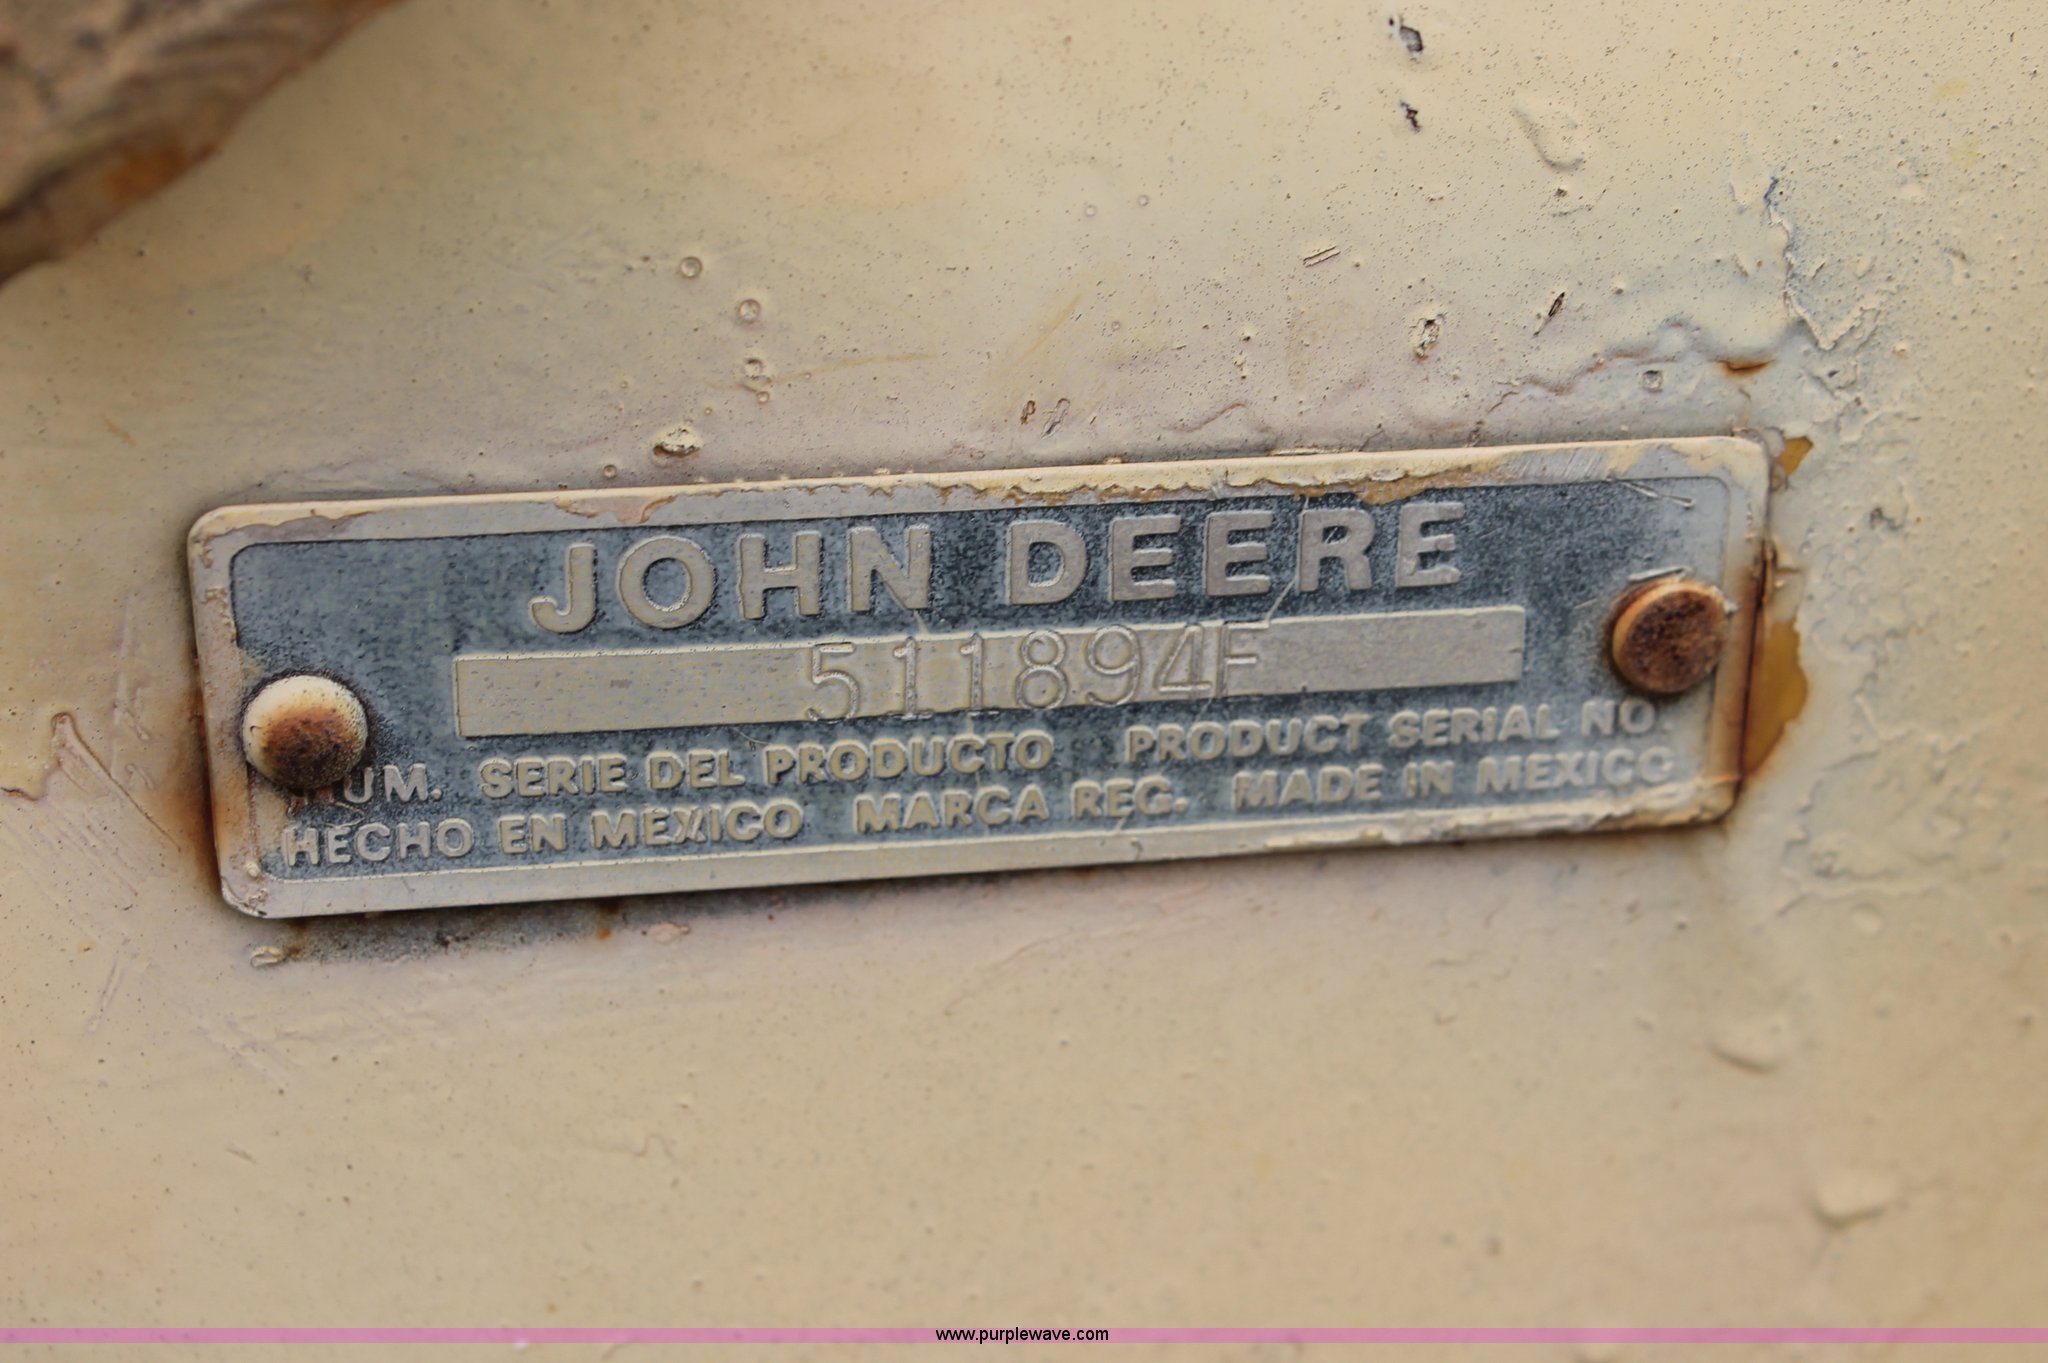 JOHN DEERE
511894F
NUM. SERIE DEL PRODUCTO PRODUCT SERIAL NO
HECHO EN MEXICO MARCA REG. MADE IN MEXICO
www.purplewave.com